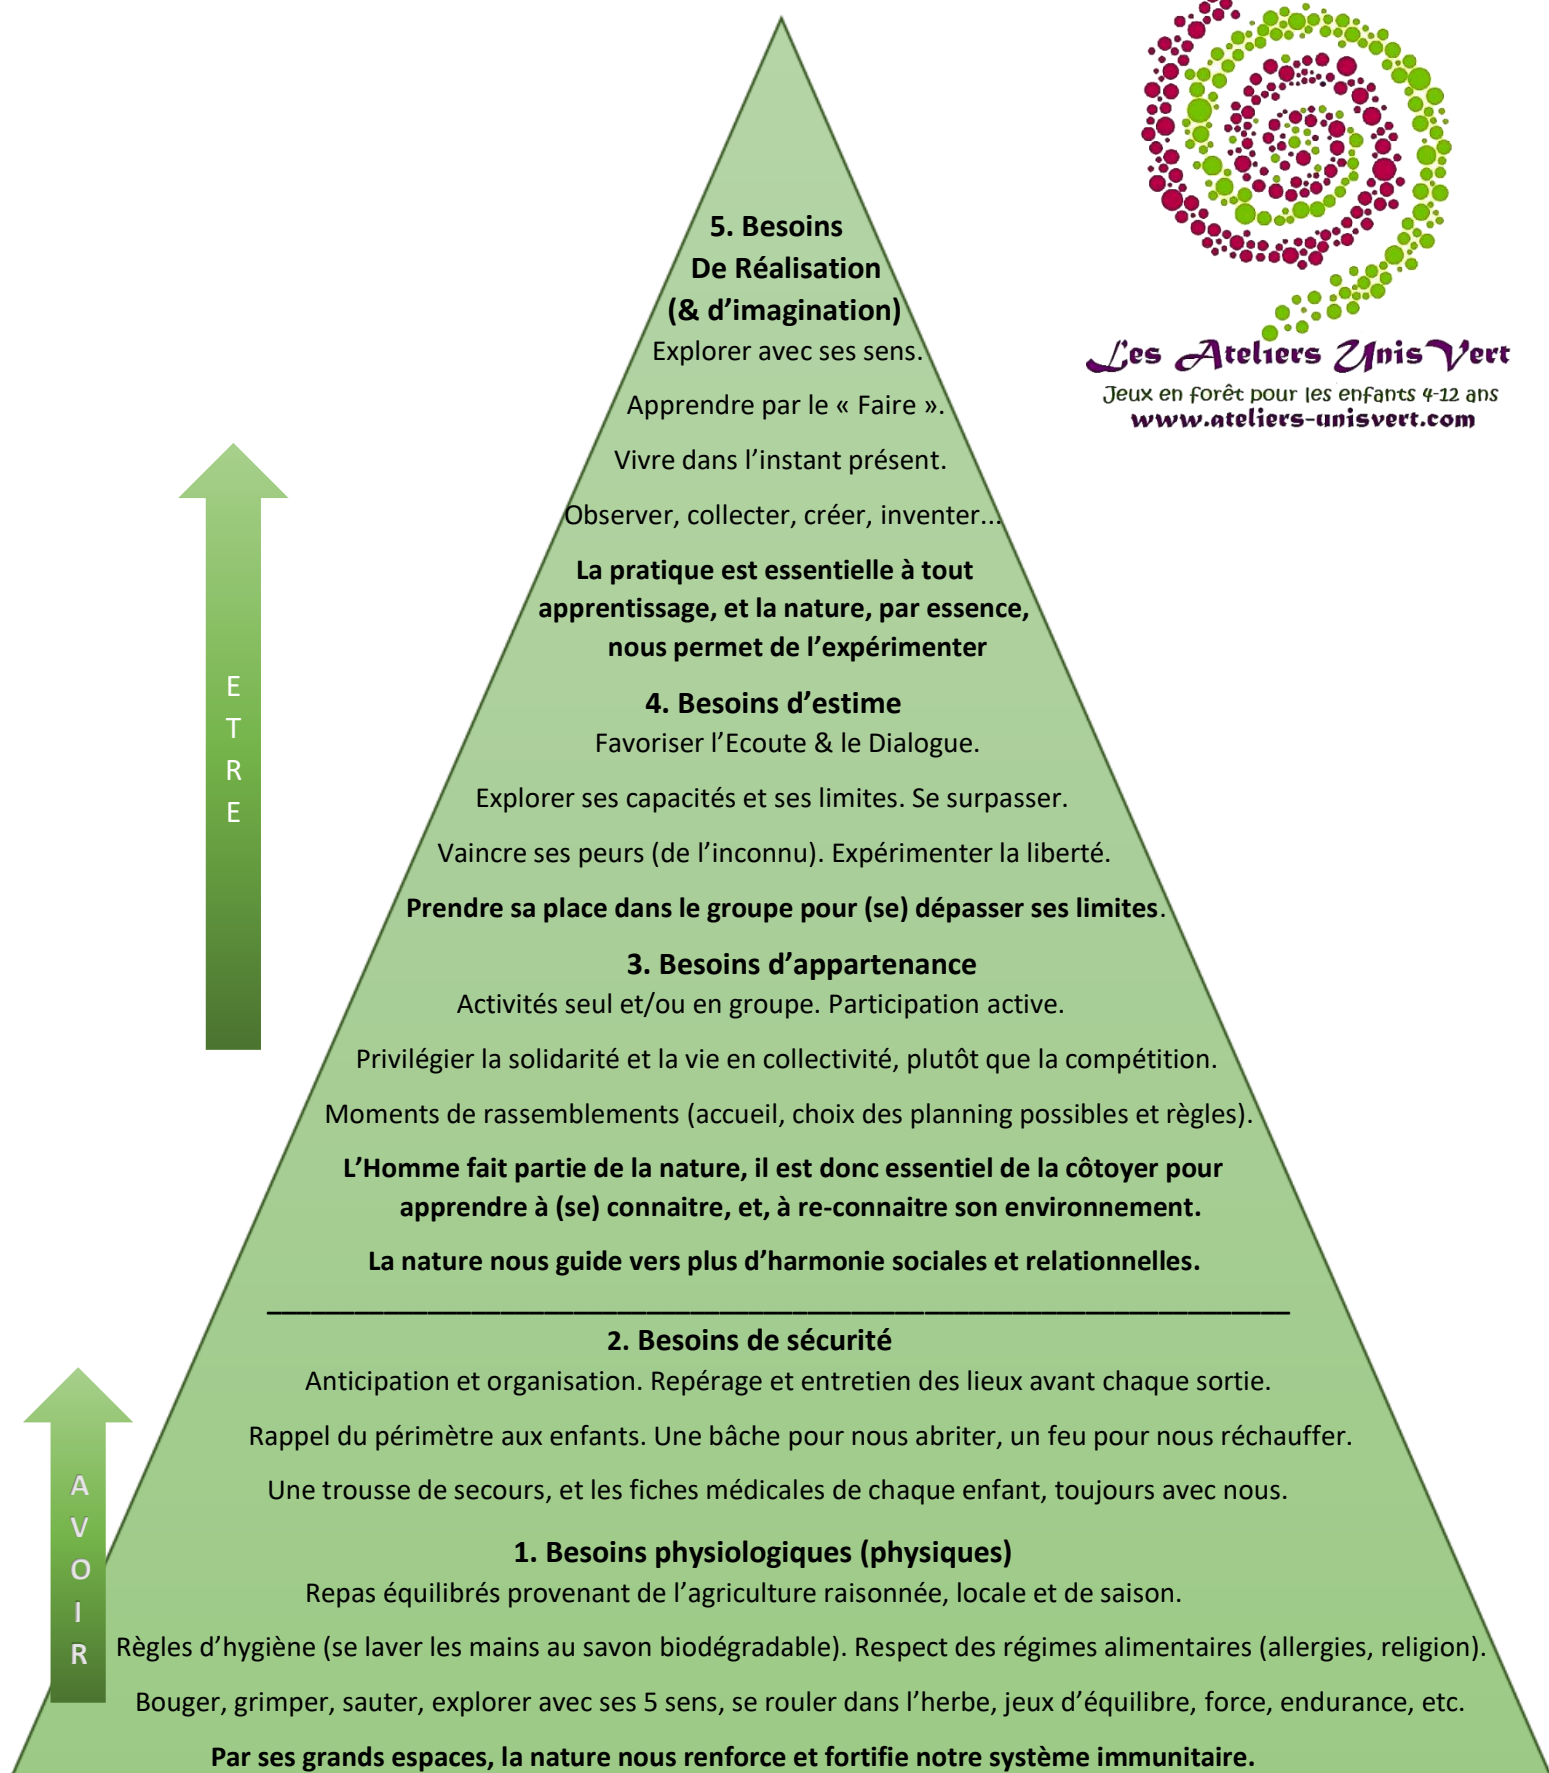 5. Besoins
De Réalisation
(& d’imagination)
Explorer avec ses sens.
Apprendre par le « Faire ».
Vivre dans l’instant présent.
Observer, collecter, créer, inventer...
La pratique est essentielle à tout
apprentissage, et la nature, par essence,
nous permet de l’expérimenter
4. Besoins d’estime
Favoriser l’Ecoute & le Dialogue.
Explorer ses capacités et ses limites. Se surpasser.
Vaincre ses peurs (de l’inconnu). Expérimenter la liberté.
Prendre sa place dans le groupe pour (se) dépasser ses limites.
3. Besoins d’appartenance
Activités seul et/ou en groupe. Participation active.
Privilégier la solidarité et la vie en collectivité, plutôt que la compétition.
Moments de rassemblements (accueil, choix des planning possibles et règles).
L’Homme fait partie de la nature, il est donc essentiel de la côtoyer pour
apprendre à (se) connaitre, et, à re-connaitre son environnement.
La nature nous guide vers plus d’harmonie sociales et relationnelles.
2. Besoins de sécurité
Anticipation et organisation. Repérage et entretien des lieux avant chaque sortie.
Rappel du périmètre aux enfants. Une bâche pour nous abriter, un feu pour nous réchauffer.
Une trousse de secours, et les fiches médicales de chaque enfant, toujours avec nous.
1. Besoins physiologiques (physiques)
Repas équilibrés provenant de l’agriculture raisonnée, locale et de saison.
Règles d’hygiène (se laver les mains au savon biodégradable). Respect des régimes alimentaires (allergies, religion).
Bouger, grimper, sauter, explorer avec ses 5 sens, se rouler dans l’herbe, jeux d’équilibre, force, endurance, etc.
Par ses grands espaces, la nature nous renforce et fortifie notre système immunitaire.
ETRE
AVOIR
Les Ateliers Unis Vert
Jeux en forêt pour les enfants 4-12 ans
www.ateliers-unisvert.com